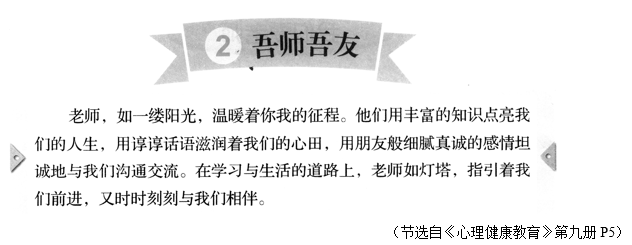 2 吾师吾友
老师，如一缕阳光，温暖着你我的征程。他们用丰富的知识点亮我
们的人生，用谆谆话语滋润着我们的心田，用朋友般细腻真诚的感情坦
诚地与我们沟通交流。在学习与生活的道路上，老师如灯塔，指引着我
们前进，又时时刻刻与我们相伴。
（节选自《心理健康教育》第九册 P5）